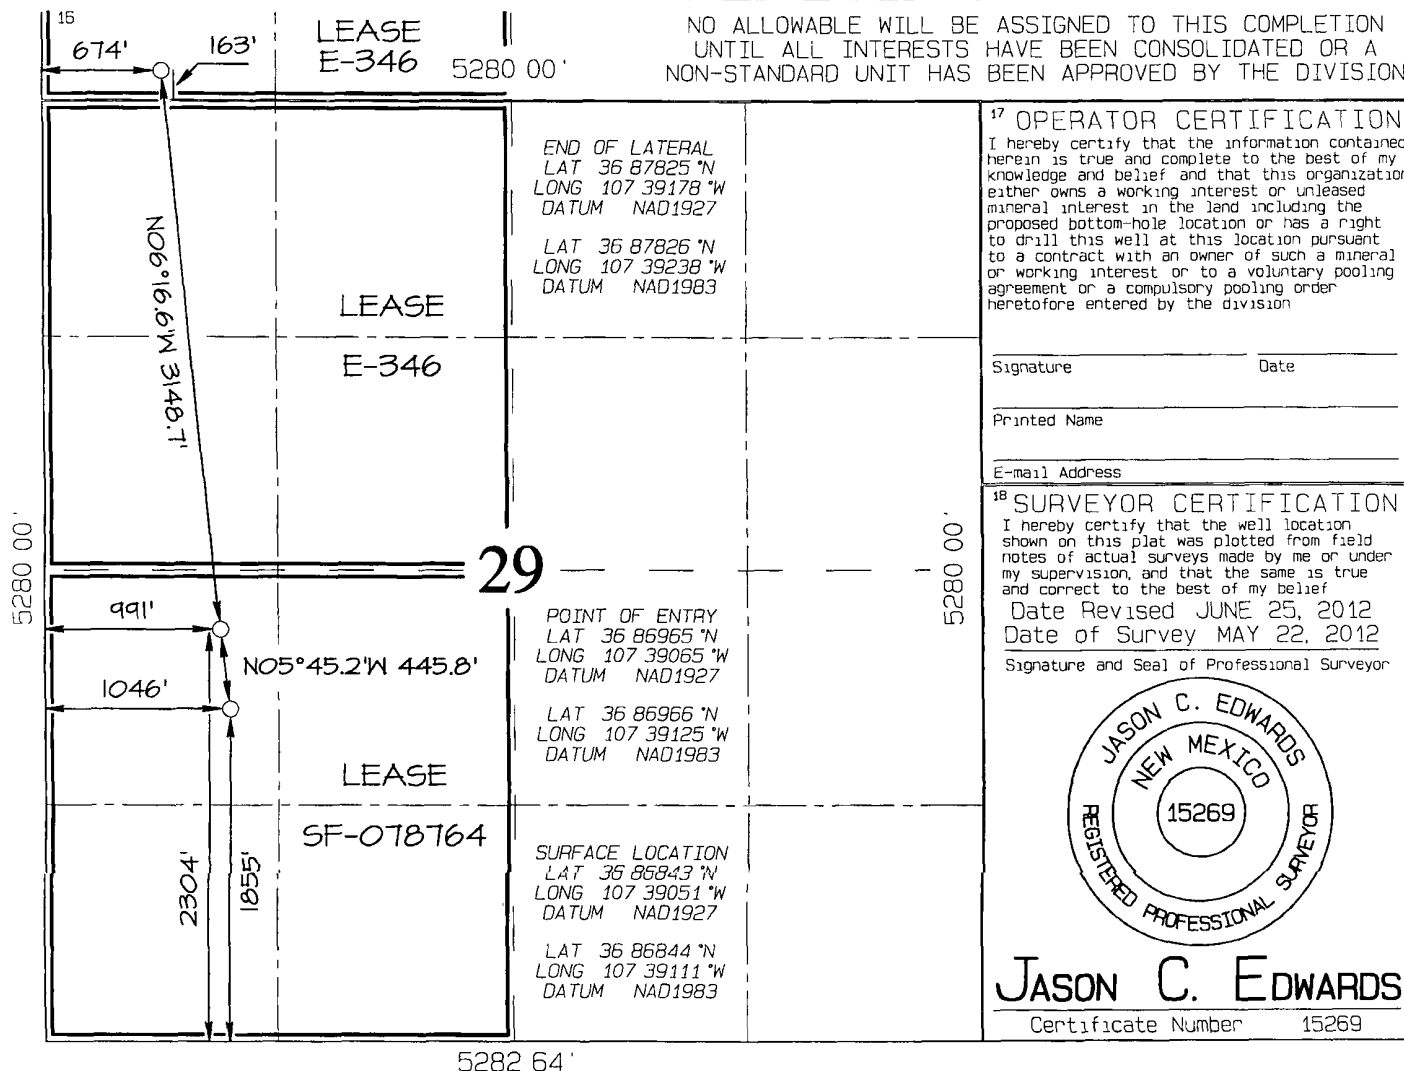 16
674'
163'
LEASE
E-346
5280 00'
NO ALLOWABLE WILL BE ASSIGNED TO THIS COMPLETION
UNTIL ALL INTERESTS HAVE BEEN CONSOLIDATED OR A
NON-STANDARD UNIT HAS BEEN APPROVED BY THE DIVISION
END OF LATERAL
LAT 36 87825 °N
LONG 107 39178 °W
DATUM NAD1927
LAT 36 87826 °N
LONG 107 39238 °W
DATUM NAD1983
N06°16.6'W 3148.7'
LEASE
E-346
5280 00'
29
5280 00'
991'
N05°45.2'W 445.8'
1046'
POINT OF ENTRY
LAT 36 86965 °N
LONG 107 39065 °W
DATUM NAD1927
LAT 36 86966 °N
LONG 107 39125 °W
DATUM NAD1983
LEASE
SF-078764
2304'
1855'
SURFACE LOCATION
LAT 36 86843 °N
LONG 107 39051 °W
DATUM NAD1927
LAT 36 86844 °N
LONG 107 39111 °W
DATUM NAD1983
5282 64'
17 OPERATOR CERTIFICATION
I hereby certify that the information contained
herein is true and complete to the best of my
knowledge and belief and that this organization
either owns a working interest or unleased
mineral interest in the land including the
proposed bottom-hole location or has a right
to drill this well at this location pursuant
to a contract with an owner of such a mineral
or working interest or to a voluntary pooling
agreement or a compulsory pooling order
heretofore entered by the division
Signature Date
Printed Name
E-mail Address
18 SURVEYOR CERTIFICATION
I hereby certify that the well location
shown on this plat was plotted from field
notes of actual surveys made by me or under
my supervision, and that the same is true
and correct to the best of my belief
Date Revised JUNE 25, 2012
Date of Survey MAY 22, 2012
Signature and Seal of Professional Surveyor
JASON C. EDWARDS
NEW MEXICO
15269
REGISTERED PROFESSIONAL SURVEYOR
JASON C. EDWARDS
Certificate Number 15269